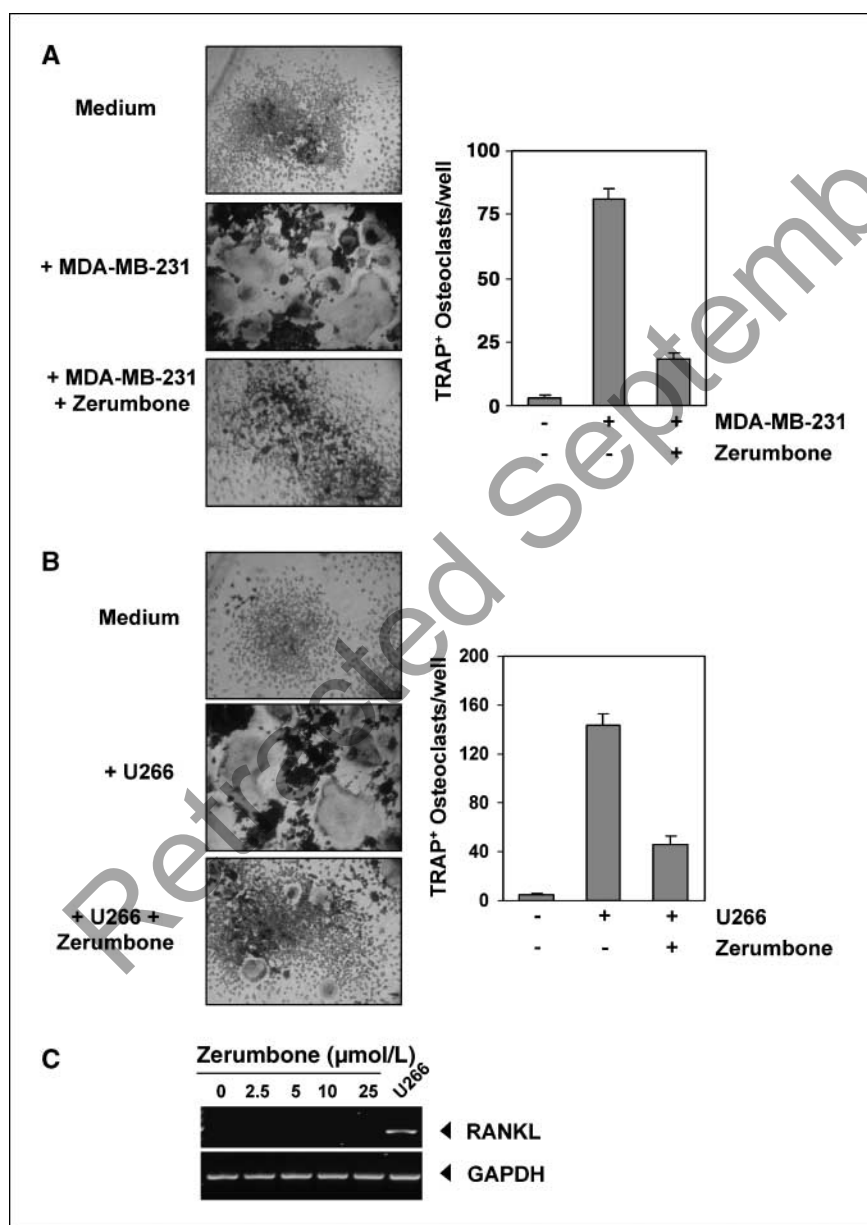 A
Medium
+ MDA-MB-231
+ MDA-MB-231
+ Zerumbone
TRAP⁺ Osteoclasts/well
100
75
50
25
0
- + + MDA-MB-231
- - + Zerumbone
B
Medium
+ U266
+ U266 +
Zerumbone
TRAP⁺ Osteoclasts/well
200
160
120
80
40
0
- + + U266
- - + Zerumbone
C
Zerumbone (μmol/L)
0 2.5 5 10 25 U266
◀ RANKL
◀ GAPDH
Retracted Septemb